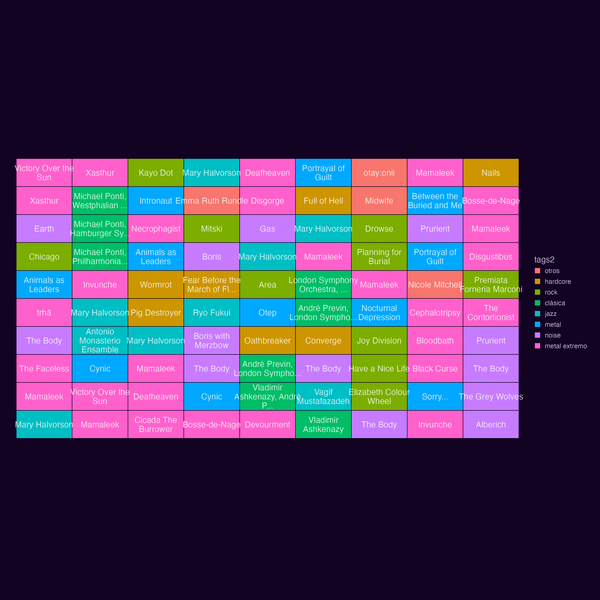 Victory Over the
Sun
Xasthur
Kayo Dot
Mary Halvorson
Deafheaven
Portrayal of
Guilt
otay:onii
Mamaleek
Nails
Xasthur
Michael Ponti,
Westphalian ...
Intronaut
Emma Ruth Rundle
Disgorge
Full of Hell
Midwife
Between the
Buried and Me
Bosse-de-Nage
Earth
Michael Ponti,
Hamburger Sy...
Necrophagist
Mitski
Gas
Mary Halvorson
Drowse
Prurient
Mamaleek
Chicago
Michael Ponti,
Philharmonia...
Animals as
Leaders
Boris
Mary Halvorson
Mamaleek
Planning for
Burial
Portrayal of
Guilt
Disgustibus
Animals as
Leaders
Invunche
Wormrot
Fear Before the
March of Fl...
Area
London Symphony
Orchestra, ...
Mamaleek
Nicole Mitchell
Premiata
Forneria Marconi
Mary Halvorson
Pig Destroyer
Ryo Fukui
Otep
André Previn,
London Sympho...
Nocturnal
Depression
Cephalotripsy
The
Contortionist
The Body
Antonio
Monasterio
Ensamble
Mary Halvorson
Boris with
Merzbow
Oathbreaker
Converge
Joy Division
Bloodbath
Prurient
The Faceless
Cynic
Mamaleek
The Body
André Previn,
London Sympho...
The Body
Have a Nice Life
Black Curse
The Body
Mamaleek
Victory Over the
Sun
Deafheaven
Cynic
Vladimir
Ashkenazy, André
P...
Vagif
Mustafazadeh
Elizabeth Colour
Wheel
Sorry...
The Grey Wolves
Mary Halvorson
Mamaleek
Cicada The
Burrower
Bosse-de-Nage
Devourment
Vladimir
Ashkenazy
The Body
Invunche
Alberich
tags2
otros
hardcore
rock
clásica
jazz
metal
noise
metal extremo